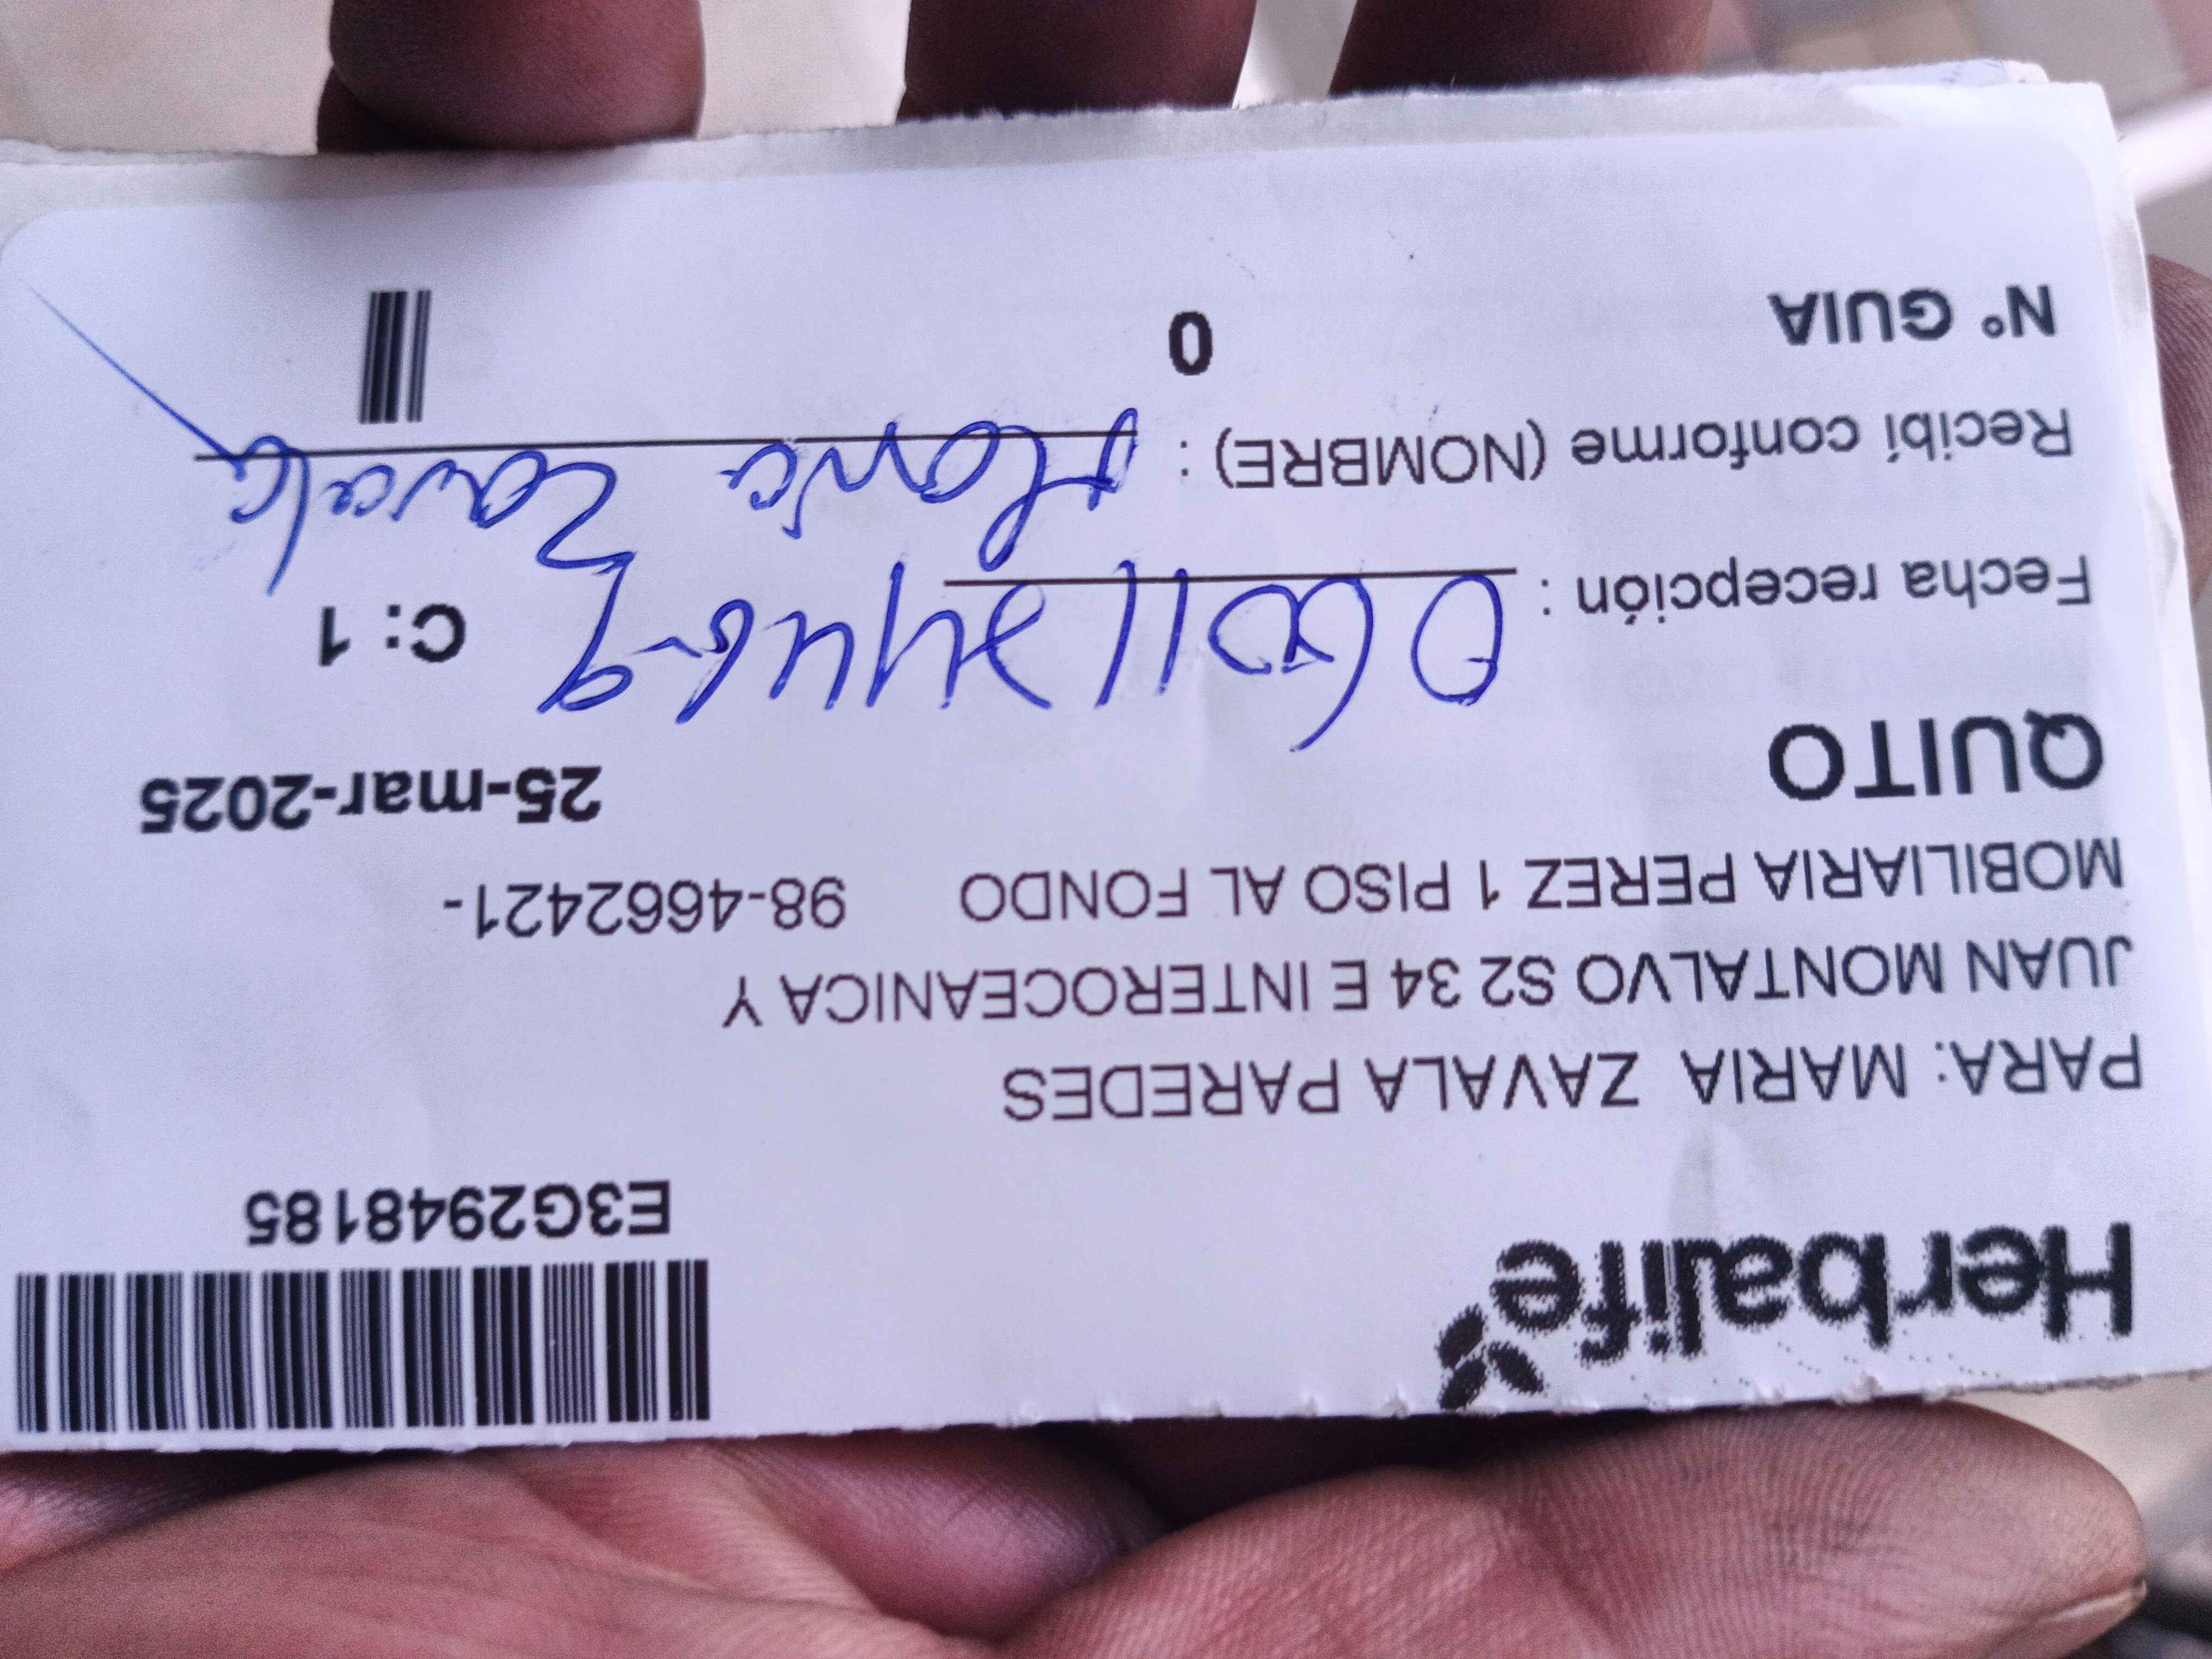 Herbalife
E3G2948185
PARA: MARIA ZAVALA PAREDES
JUAN MONTALVO S2 34 E INTEROCEANICA Y
MOBILIARIA PEREZ 1 PISO AL FONDO 98-4662421-
QUITO 25-mar-2025
Fecha recepción : C: 1
Recibí conforme (NOMBRE) : Zavala
N° GUIA 0